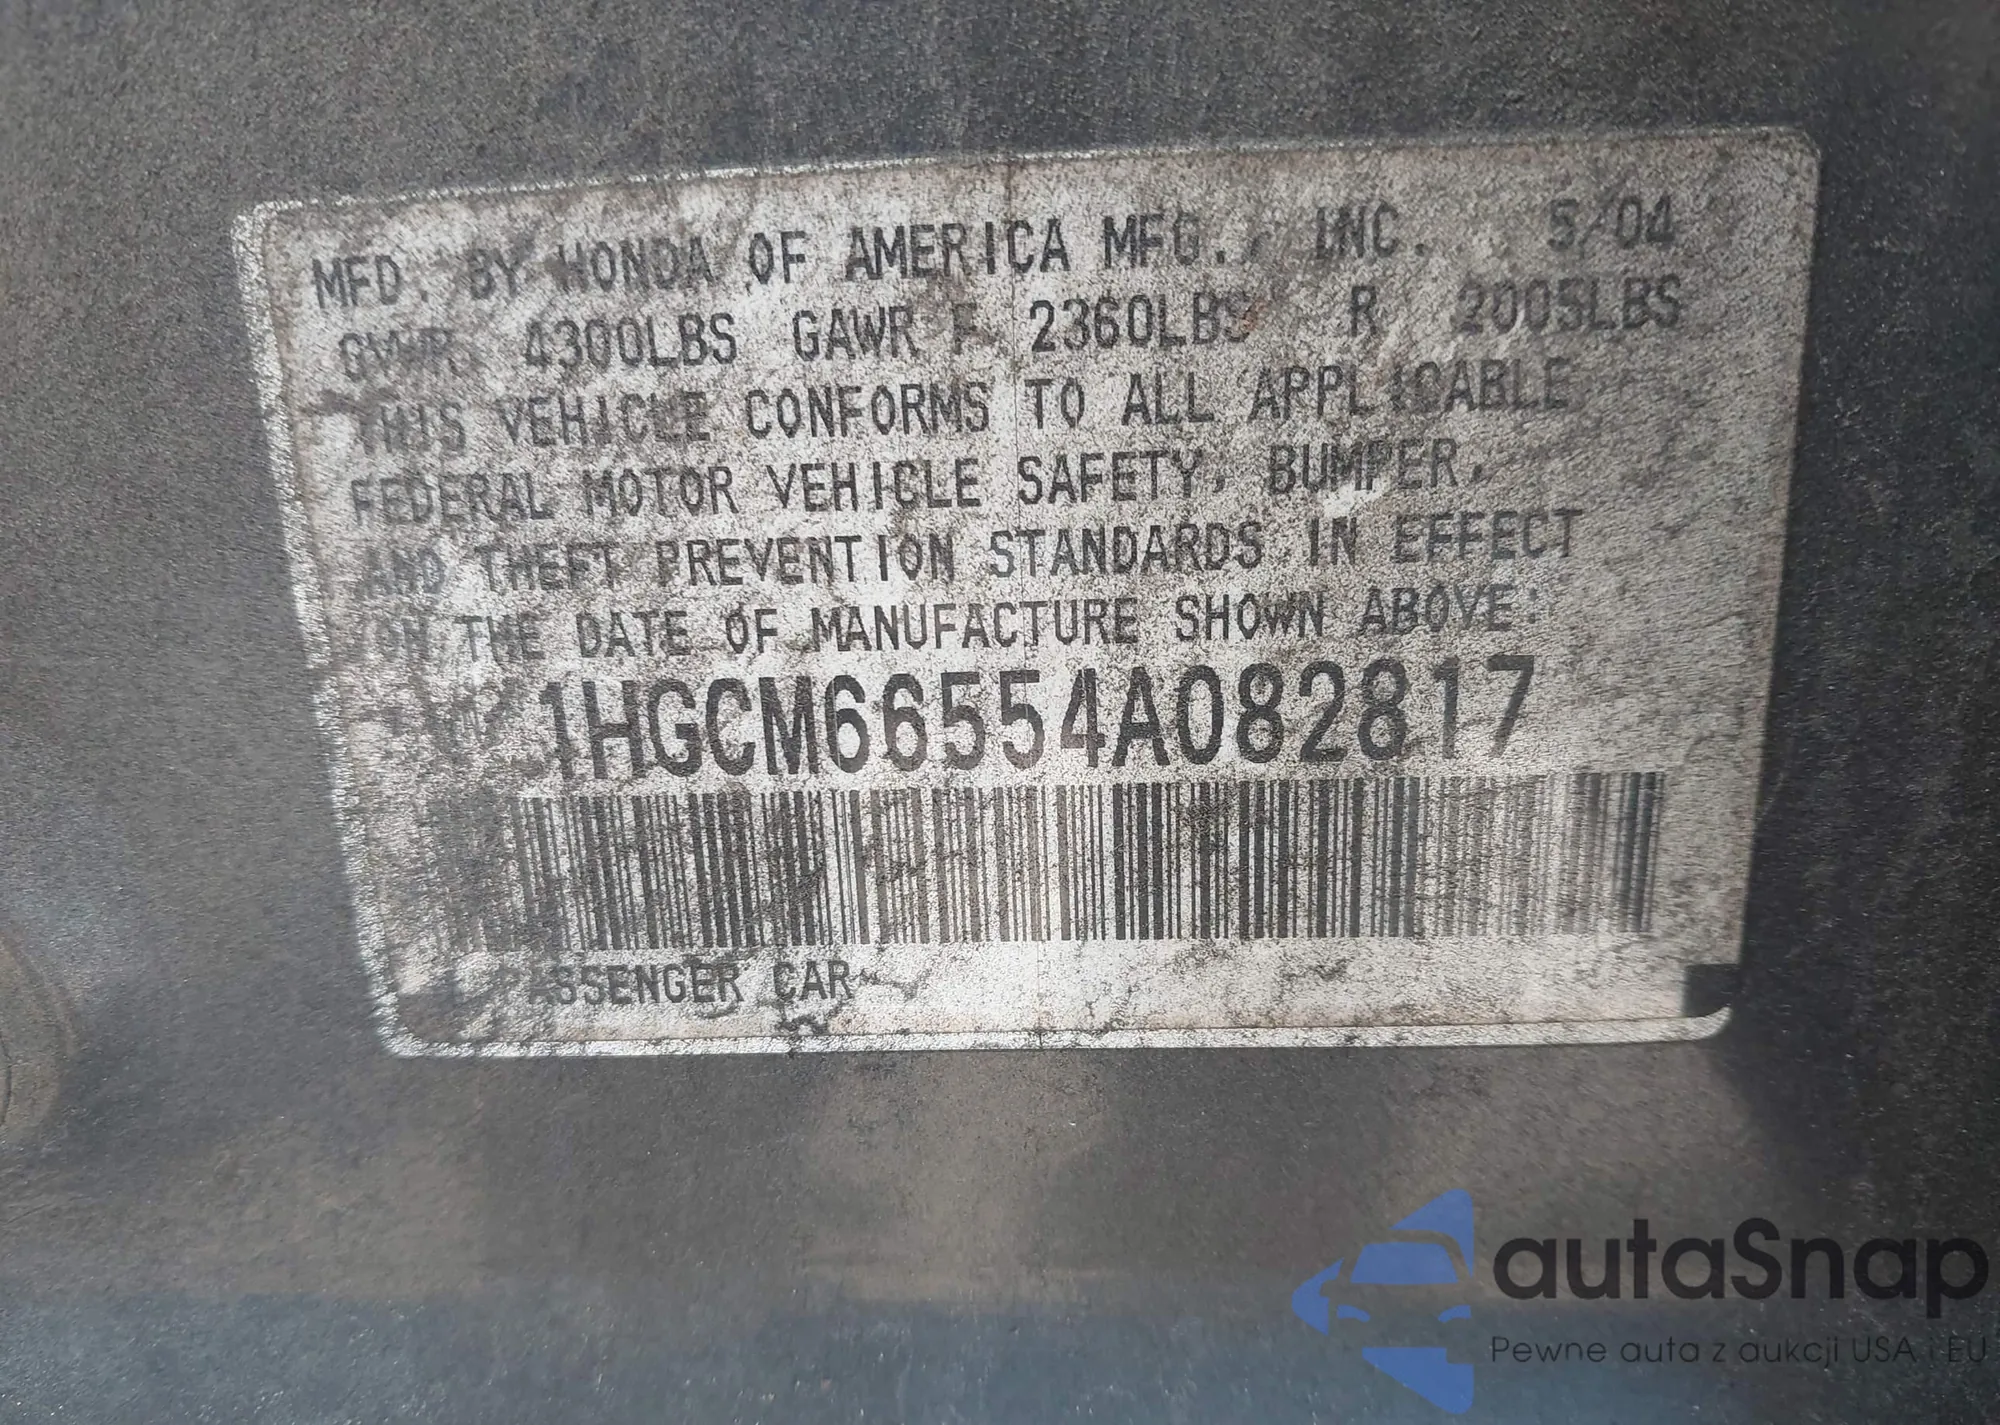 MFD. BY HONDA OF AMERICA MFG., INC. 5/04
GVWR 4300LBS GAWR F 2360LBS R 2005LBS
THIS VEHICLE CONFORMS TO ALL APPLICABLE
FEDERAL MOTOR VEHICLE SAFETY, BUMPER,
AND THEFT PREVENTION STANDARDS IN EFFECT
ON THE DATE OF MANUFACTURE SHOWN ABOVE:
1HGCM66554A082817
PASSENGER CAR
autaSnap
Pewne auta z aukcji USA i EU